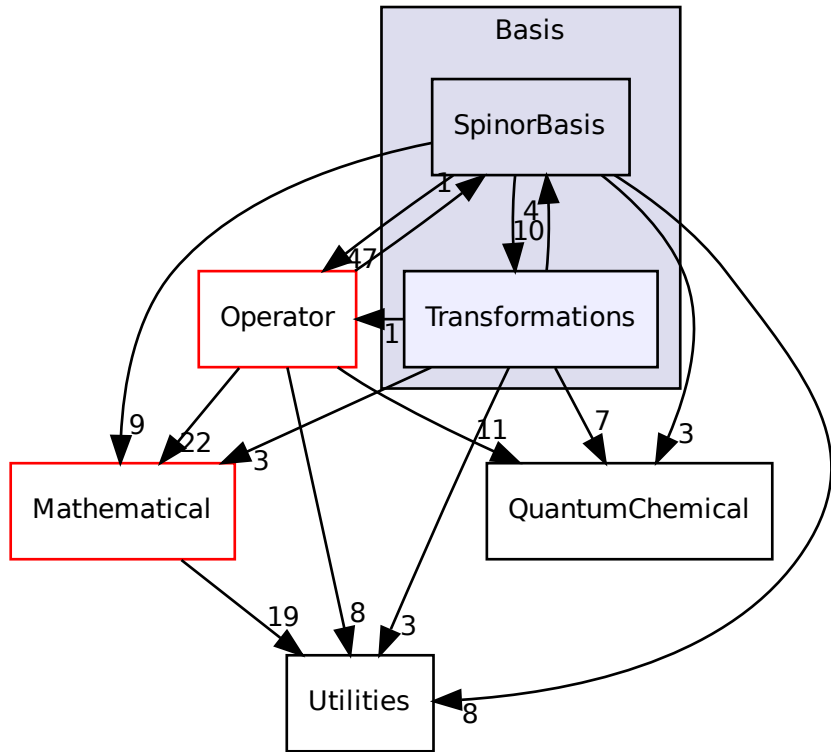 Basis
SpinorBasis
1
4
10
47
Operator
Transformations
1
9
22
3
11
7
3
Mathematical
QuantumChemical
19
8
3
Utilities
8